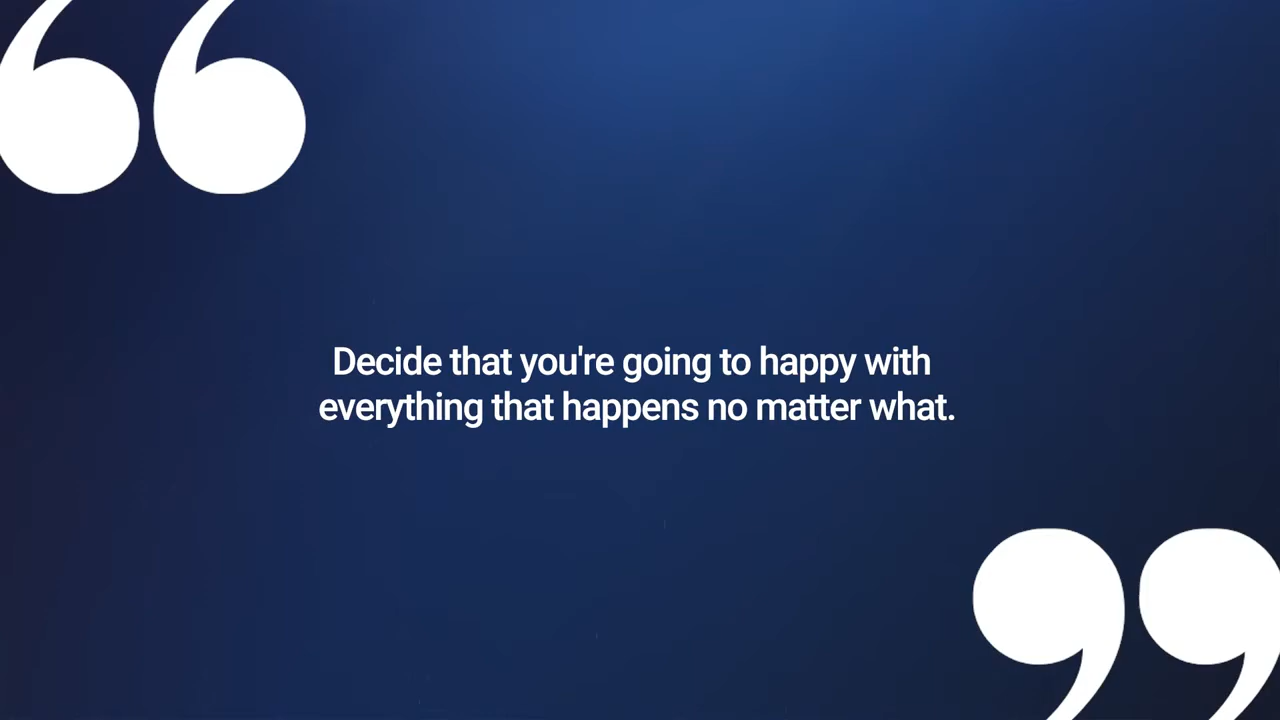 Decide that you're going to happy with
everything that happens no matter what.